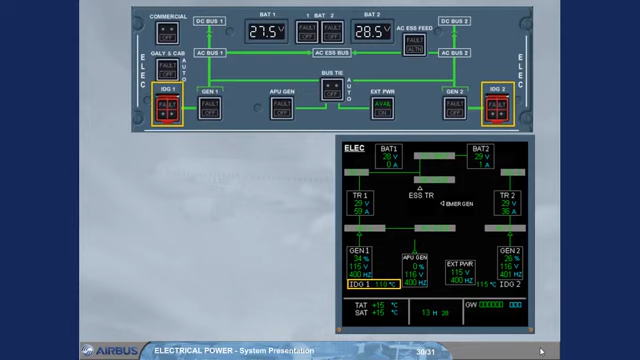 COMMERCIAL
DC BUS 1
BAT 1
1 BAT 2
BAT 2
DC BUS 2
OFF
27.5 V
FAULT OFF
FAULT OFF
28.5 V
AC ESS FEED
FAULT ALTN
GALY & CAB
AC BUS 1
AC ESS BUS
AC BUS 2
FAULT OFF
AUTO
ELEC
ELEC
BUS TIE
OFF
AUTO
IDG 1
GEN 1
APU GEN
EXT PWR
GEN 2
IDG 2
FAULT
FAULT OFF
FAULT OFF
AVAIL ON
FAULT OFF
FAULT
ELEC
BAT1
28 V
0 A
BAT2
29 V
1 A
ESS TR
EMER GEN
TR 1
29 V
59 A
TR 2
29 V
36 A
GEN 1
34 %
115 V
400 HZ
APU GEN
0 %
116 V
400 HZ
EXT PWR
115 V
400 HZ
GEN 2
26 %
116 V
401 HZ
IDG 1 110 °C
115 °C IDG 2
TAT +15 °C
SAT +15 °C
13 H 28
GW
AIRBUS
ELECTRICAL POWER - System Presentation
30/31